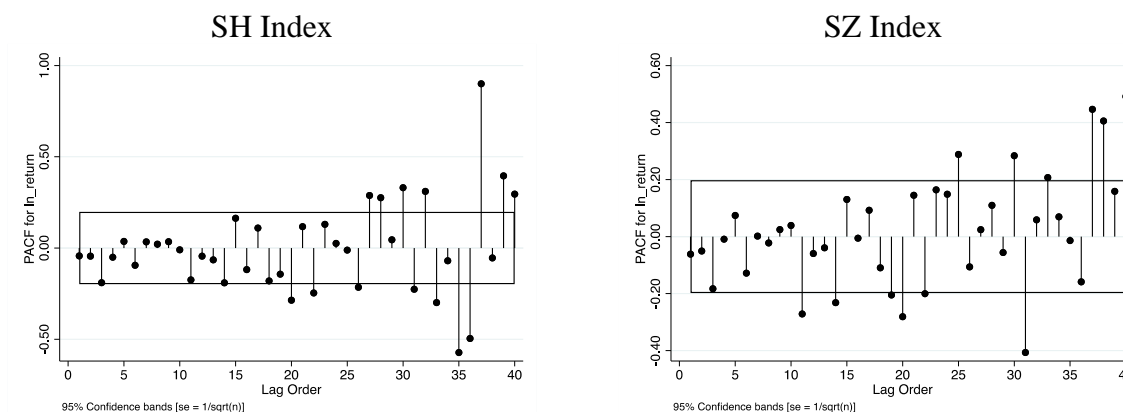 SH Index
SZ Index
1.00
0.50
0.00
-0.50
PACF for ln_return
0 5 10 15 20 25 30 35 40
Lag Order
95% Confidence bands [se = 1/sqrt(n)]
0.60
0.40
0.20
0.00
-0.20
-0.40
PACF for ln_return
0 5 10 15 20 25 30 35
Lag Order
95% Confidence bands [se = 1/sqrt(n)]